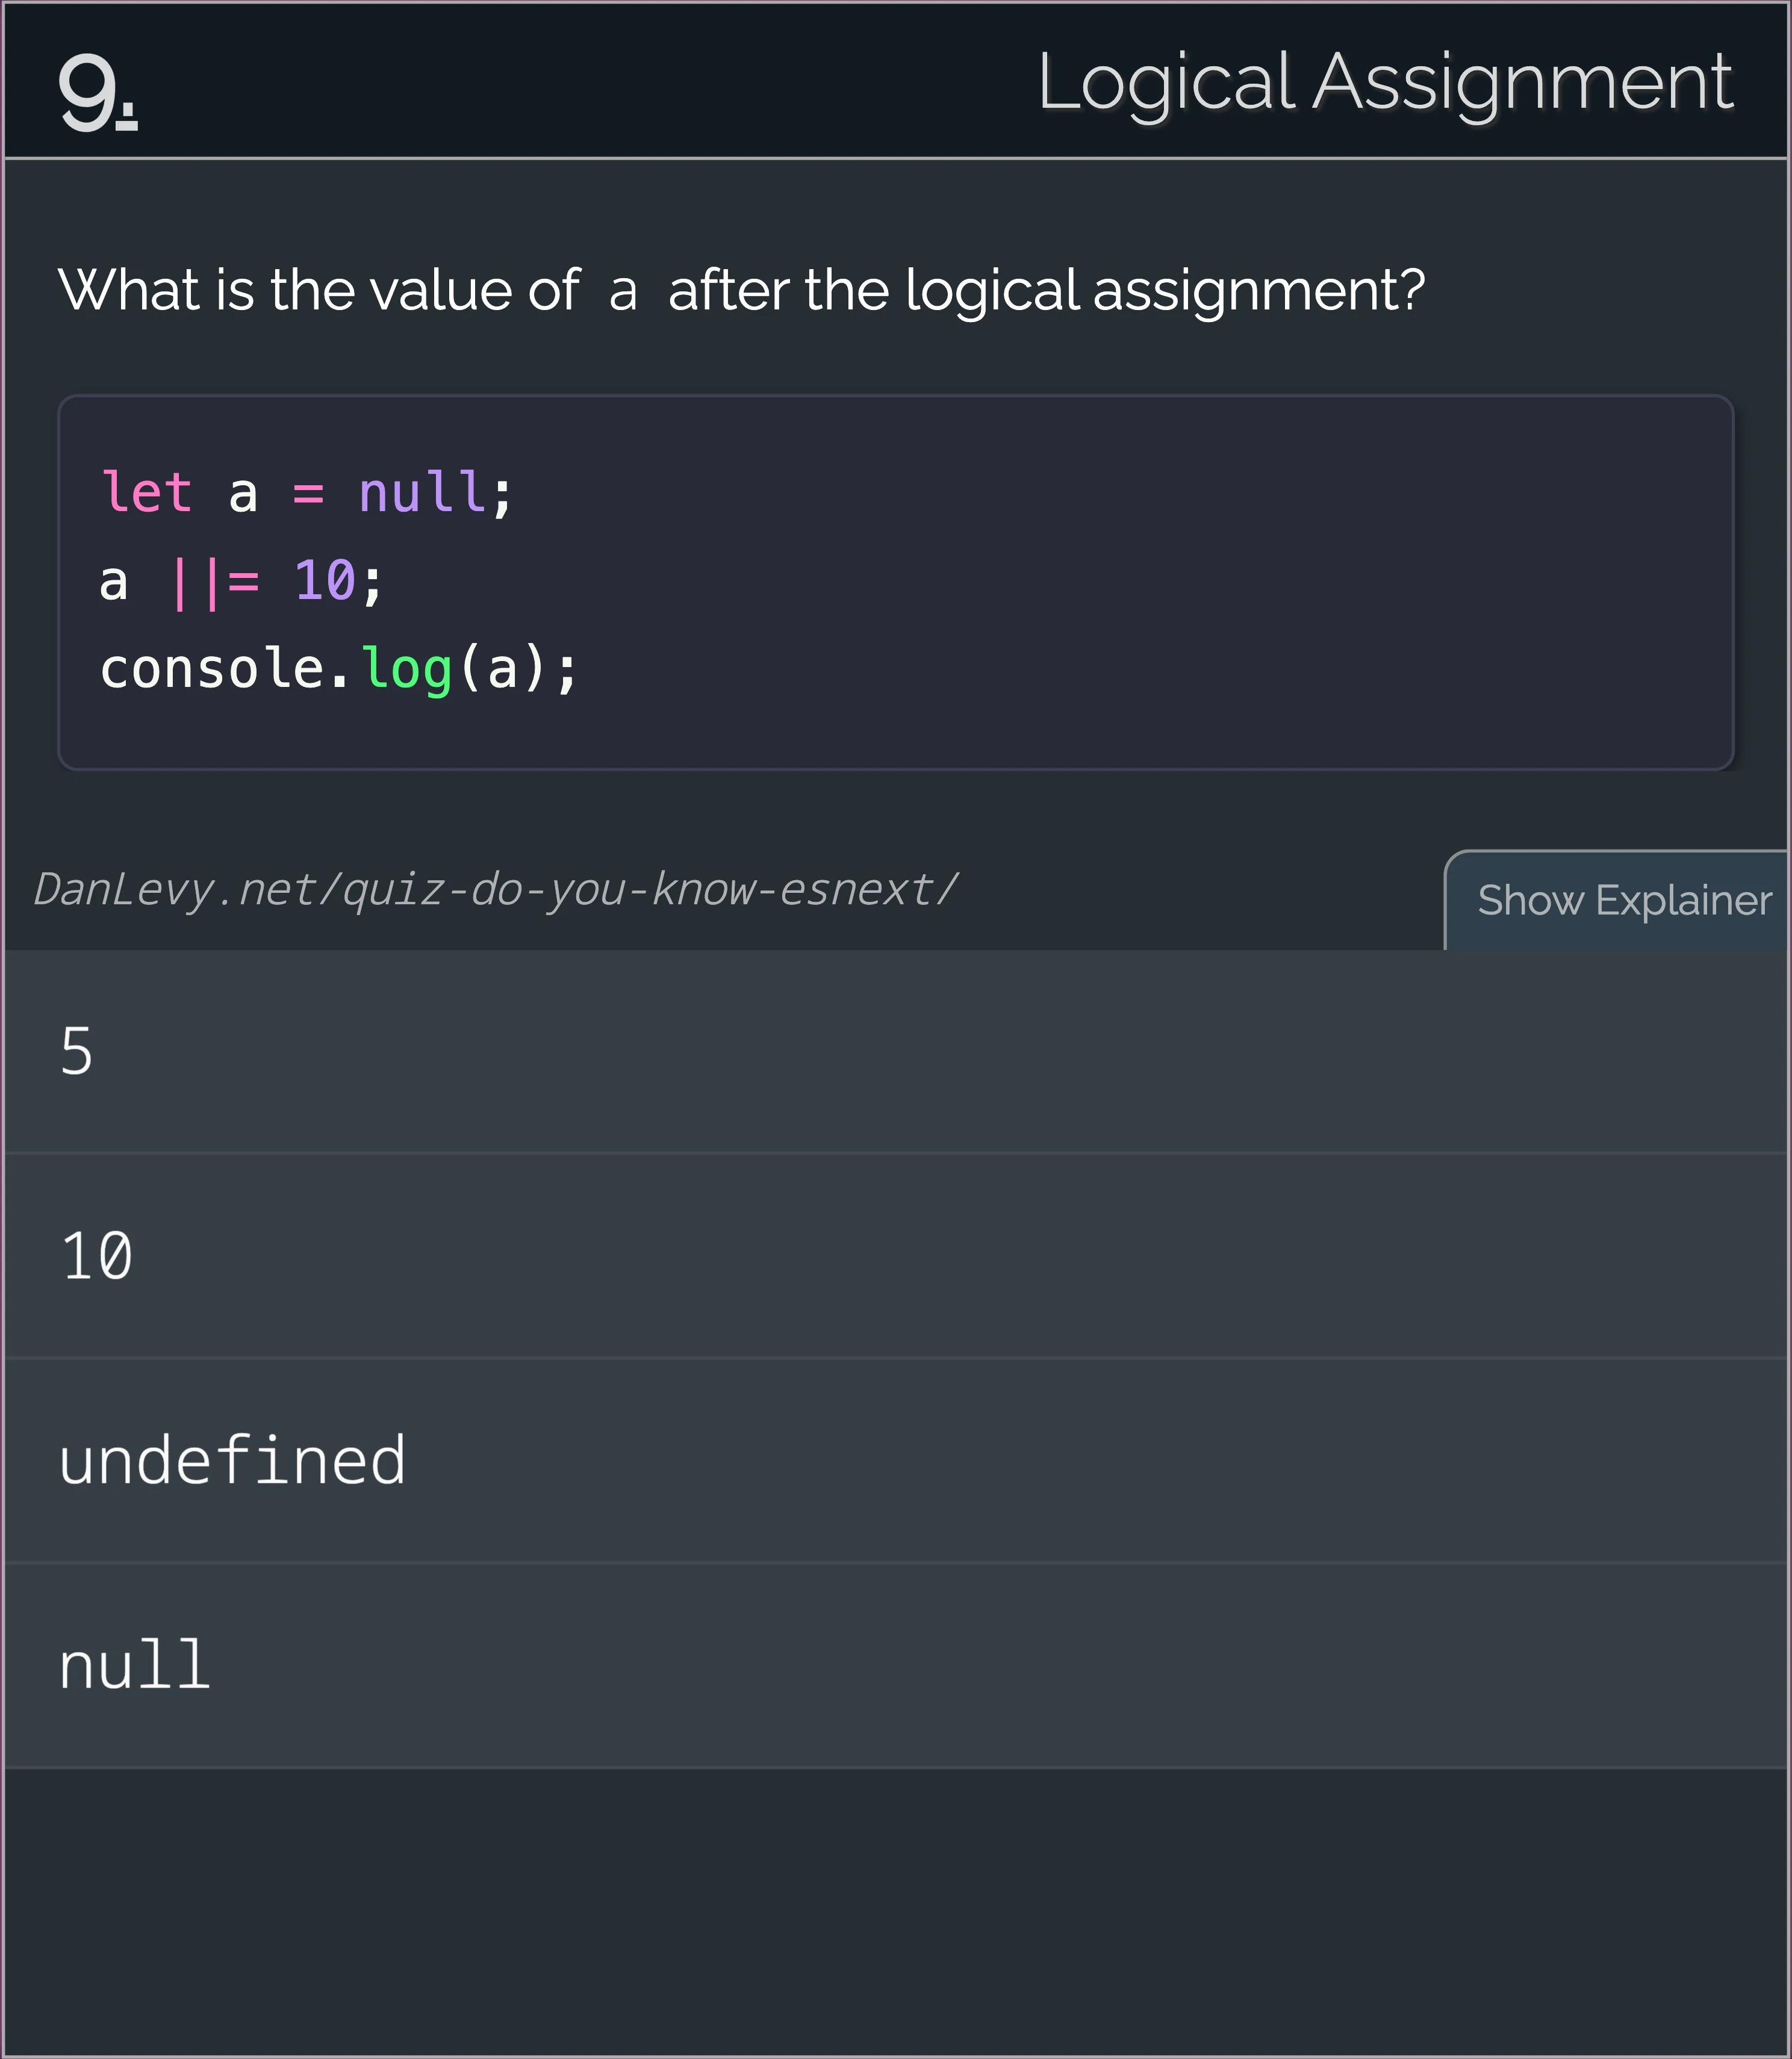 9.
Logical Assignment
What is the value of a after the logical assignment?
let a = null;
a ||= 10;
console.log(a);
DanLevy.net/quiz-do-you-know-esnext/
Show Explainer
5
10
undefined
null